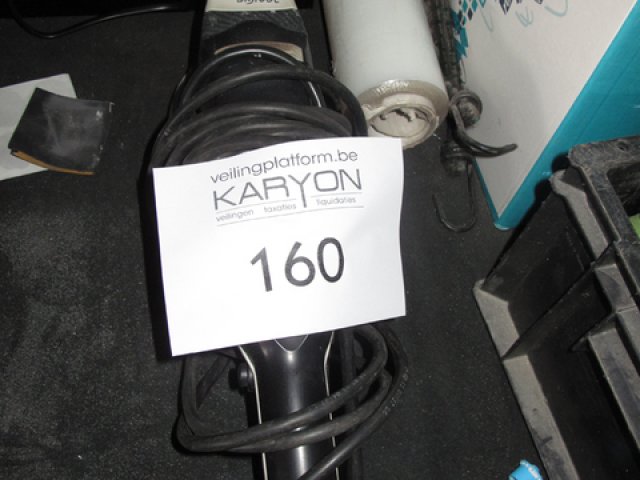 veilingplatform.be
KARYON
veilingen taxaties liquidaties
160